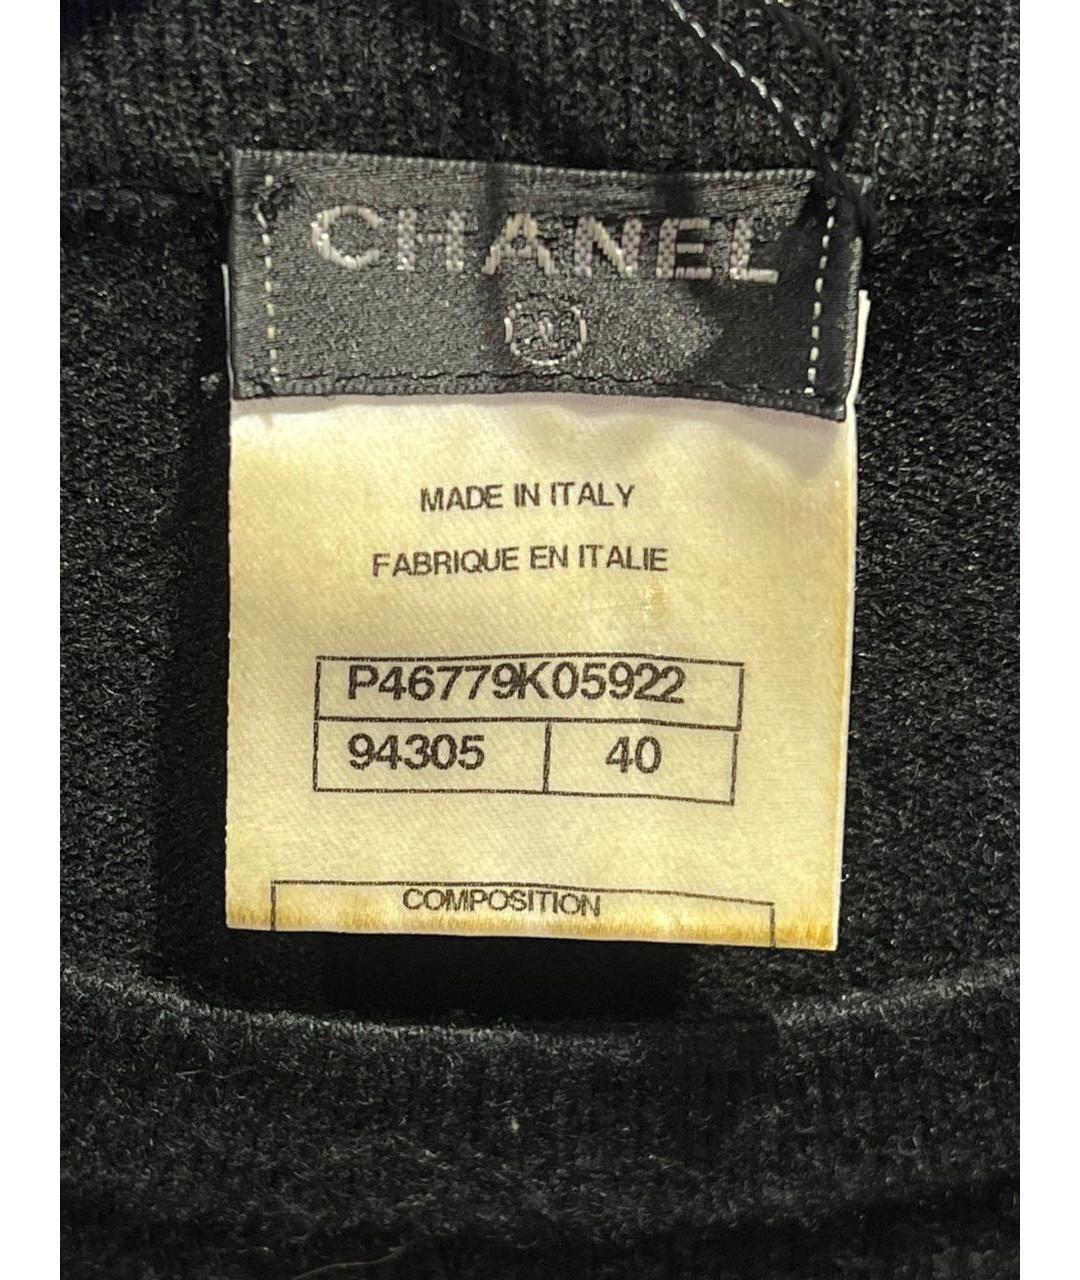 CHANEL
MADE IN ITALY
FABRIQUE EN ITALIE
P46779K05922
94305 40
COMPOSITION